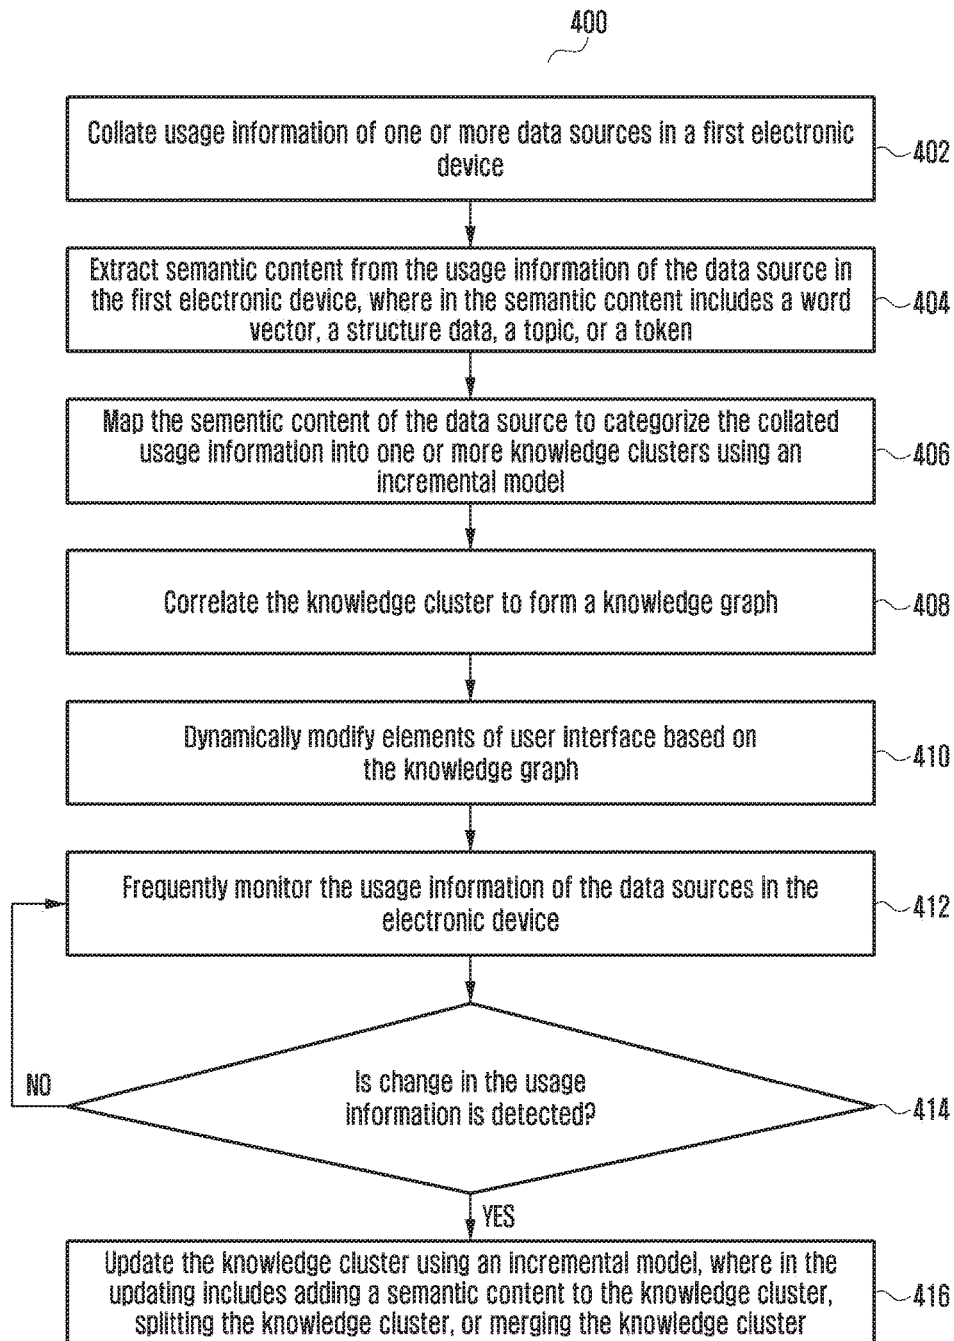 400
Collate usage information of one or more data sources in a first electronic
device
402
Extract semantic content from the usage information of the data source in
the first electronic device, where in the semantic content includes a word
vector, a structure data, a topic, or a token
404
Map the sementic content of the data source to categorize the collated
usage information into one or more knowledge clusters using an
incremental model
406
Correlate the knowledge cluster to form a knowledge graph
408
Dynamically modify elements of user interface based on
the knowledge graph
410
Frequently monitor the usage information of the data sources in the
electronic device
412
Is change in the usage
information is detected?
414
NO
YES
Update the knowledge cluster using an incremental model, where in the
updating includes adding a semantic content to the knowledge cluster,
splitting the knowledge cluster, or merging the knowledge cluster
416